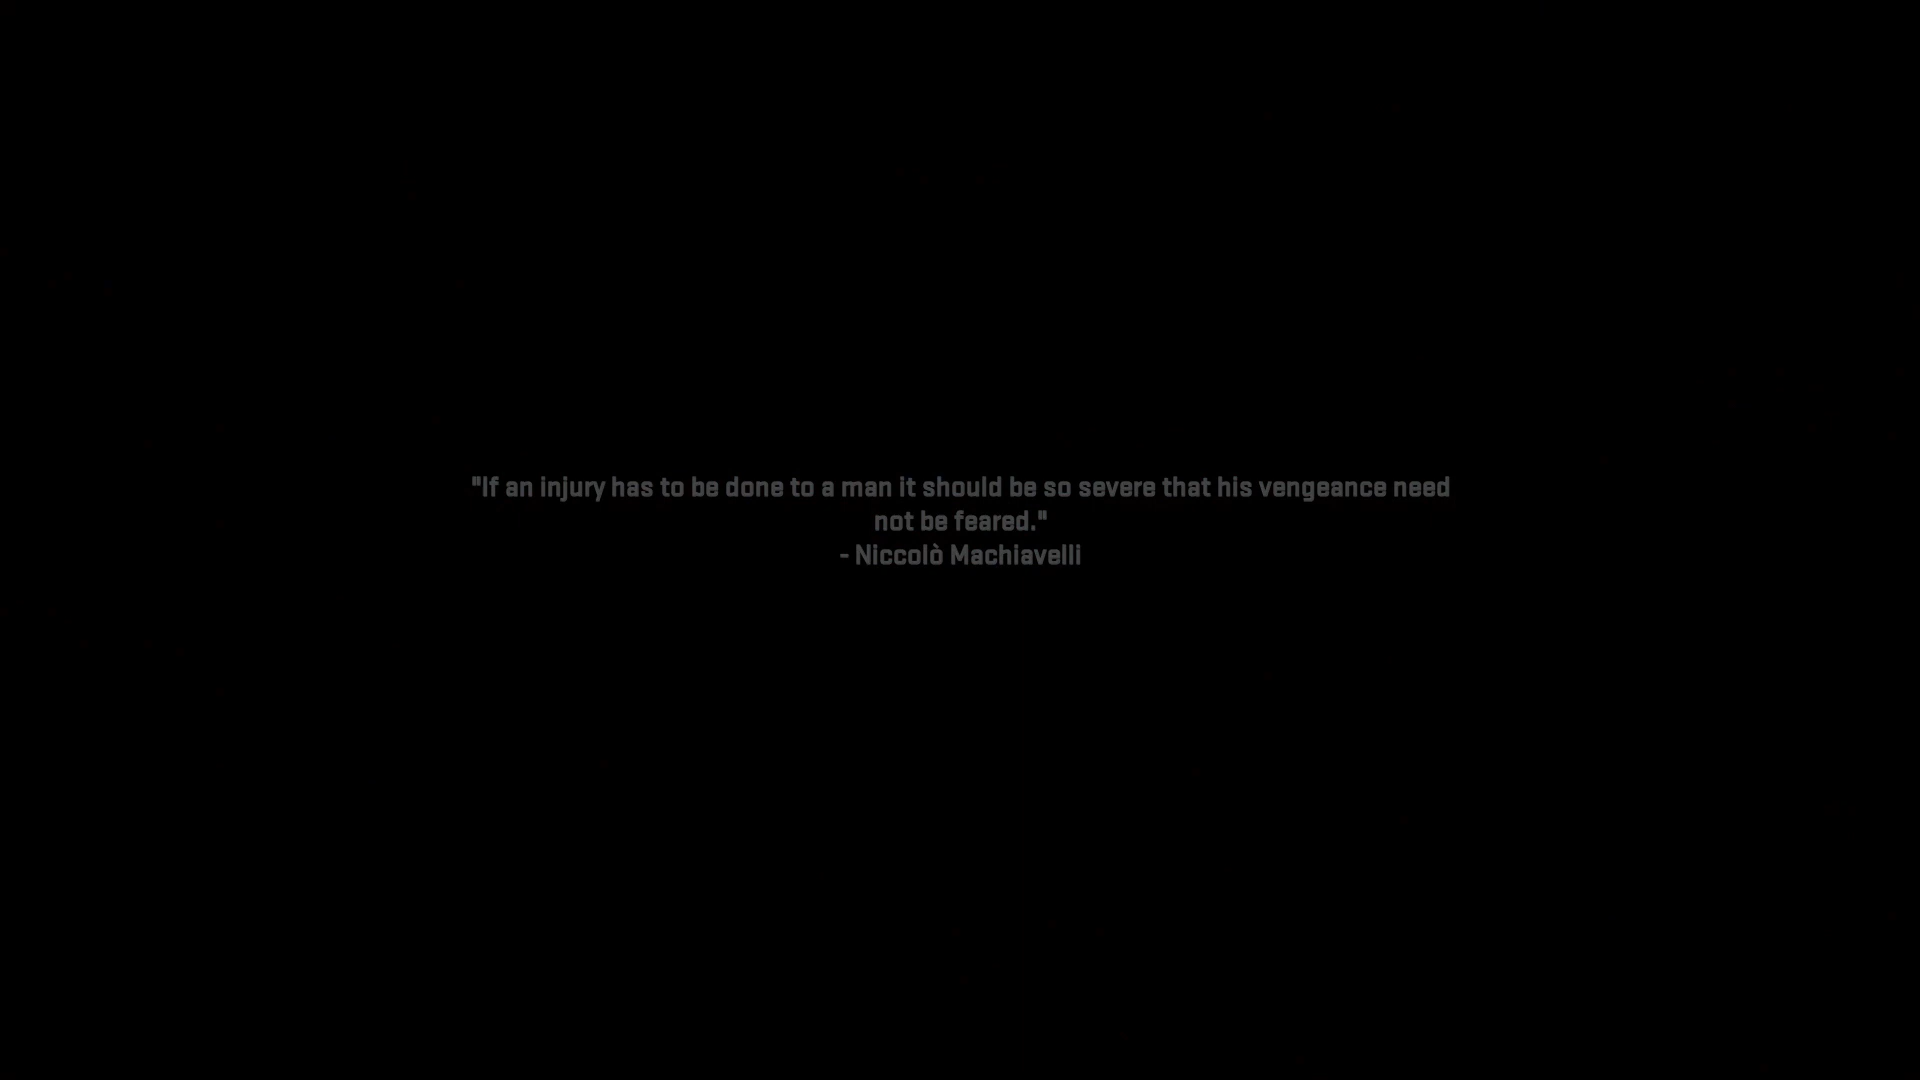 "If an injury has to be done to a man it should be so severe that his vengeance need
not be feared."
- Niccolò Machiavelli